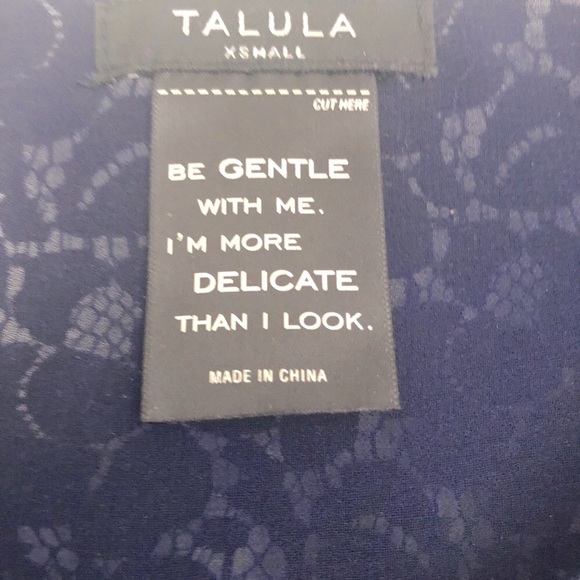 TALULA
XSMALL
CUT HERE
BE GENTLE
WITH ME.
I'M MORE
DELICATE
THAN I LOOK.
MADE IN CHINA